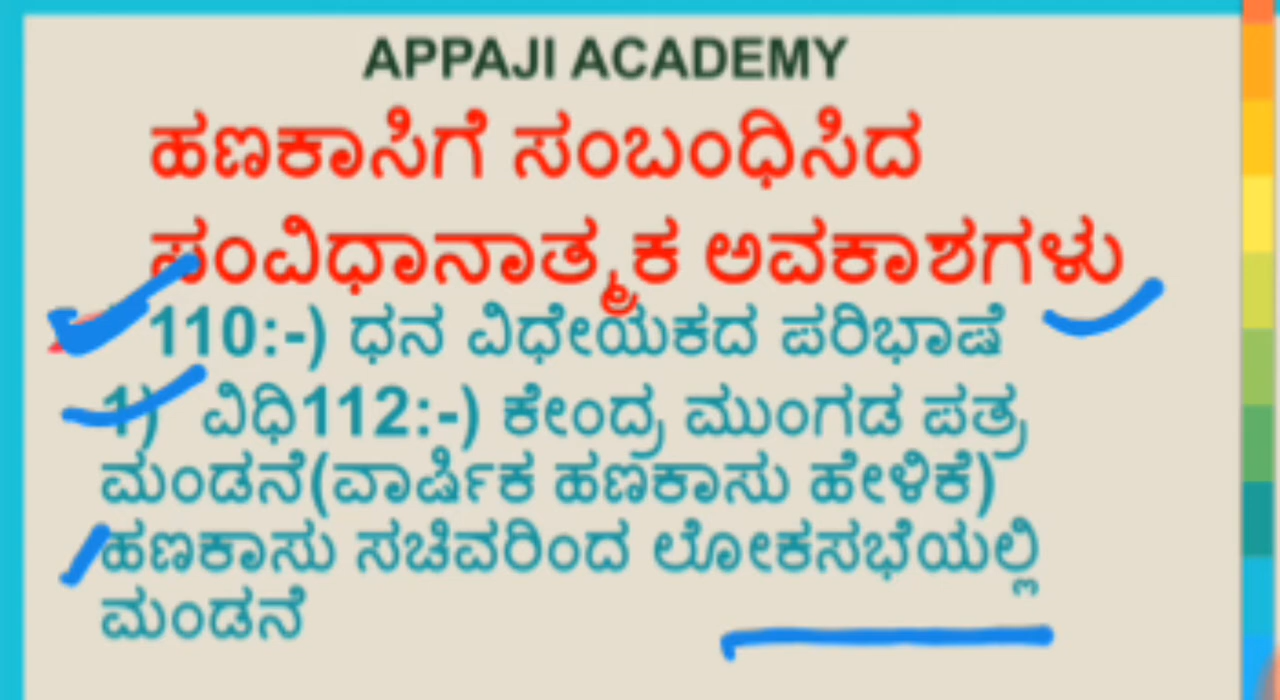 APPAJI ACADEMY
ಹಣಕಾಸಿಗೆ ಸಂಬಂಧಿಸಿದ
ಸಂವಿಧಾನಾತ್ಮಕ ಅವಕಾಶಗಳು
110:-) ಧನ ವಿಧೇಯಕದ ಪರಿಭಾಷೆ
1) ವಿಧಿ112:-) ಕೇಂದ್ರ ಮುಂಗಡ ಪತ್ರ
ಮಂಡನೆ(ವಾರ್ಷಿಕ ಹಣಕಾಸು ಹೇಳಿಕೆ)
ಹಣಕಾಸು ಸಚಿವರಿಂದ ಲೋಕಸಭೆಯಲ್ಲಿ
ಮಂಡನೆ